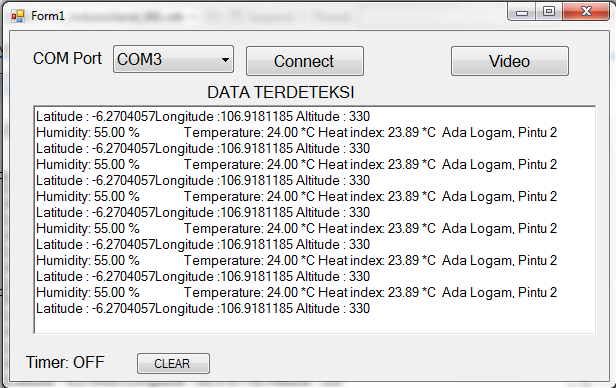 Form1
COM Port COM3 Connect Video
DATA TERDETEKSI
Latitude : -6.2704057Longitude :106.9181185 Altitude : 330
Humidity: 55.00 % Temperature: 24.00 *C Heat index: 23.89 *C Ada Logam, Pintu 2
Latitude : -6.2704057Longitude :106.9181185 Altitude : 330
Humidity: 55.00 % Temperature: 24.00 *C Heat index: 23.89 *C Ada Logam, Pintu 2
Latitude : -6.2704057Longitude :106.9181185 Altitude : 330
Humidity: 55.00 % Temperature: 24.00 *C Heat index: 23.89 *C Ada Logam, Pintu 2
Latitude : -6.2704057Longitude :106.9181185 Altitude : 330
Humidity: 55.00 % Temperature: 24.00 *C Heat index: 23.89 *C Ada Logam, Pintu 2
Latitude : -6.2704057Longitude :106.9181185 Altitude : 330
Humidity: 55.00 % Temperature: 24.00 *C Heat index: 23.89 *C Ada Logam, Pintu 2
Latitude : -6.2704057Longitude :106.9181185 Altitude : 330
Humidity: 55.00 % Temperature: 24.00 *C Heat index: 23.89 *C Ada Logam, Pintu 2
Latitude : -6.2704057Longitude :106.9181185 Altitude : 330
Timer: OFF CLEAR